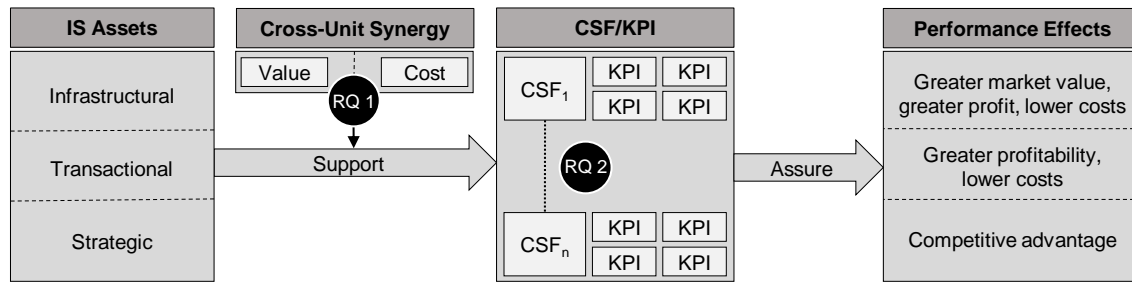 IS Assets
Infrastructural
Transactional
Strategic
Cross-Unit Synergy
Value
Cost
RQ 1
Support
CSF/KPI
CSF1
KPI KPI
KPI KPI
RQ 2
CSFn
KPI KPI
KPI KPI
Assure
Performance Effects
Greater market value,
greater profit, lower costs
Greater profitability,
lower costs
Competitive advantage